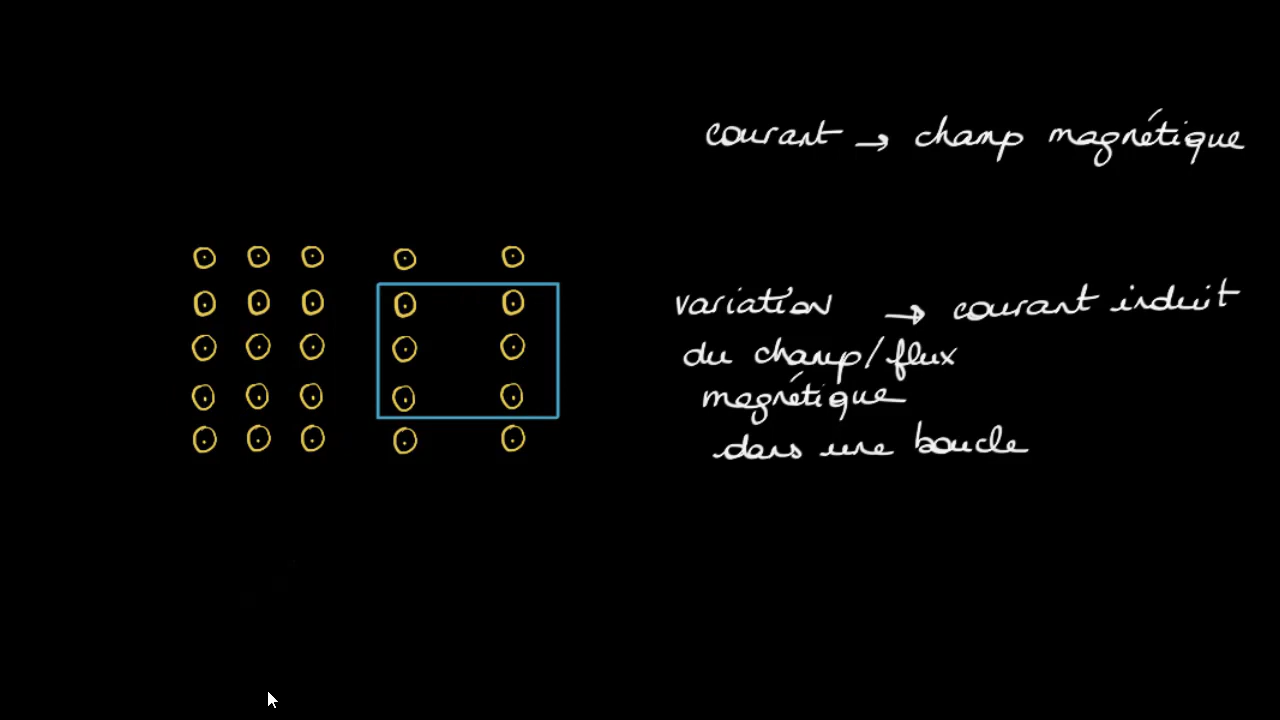 courant → champ magnétique
variation → courant induit
du champ/flux
magnétique
dans une boucle